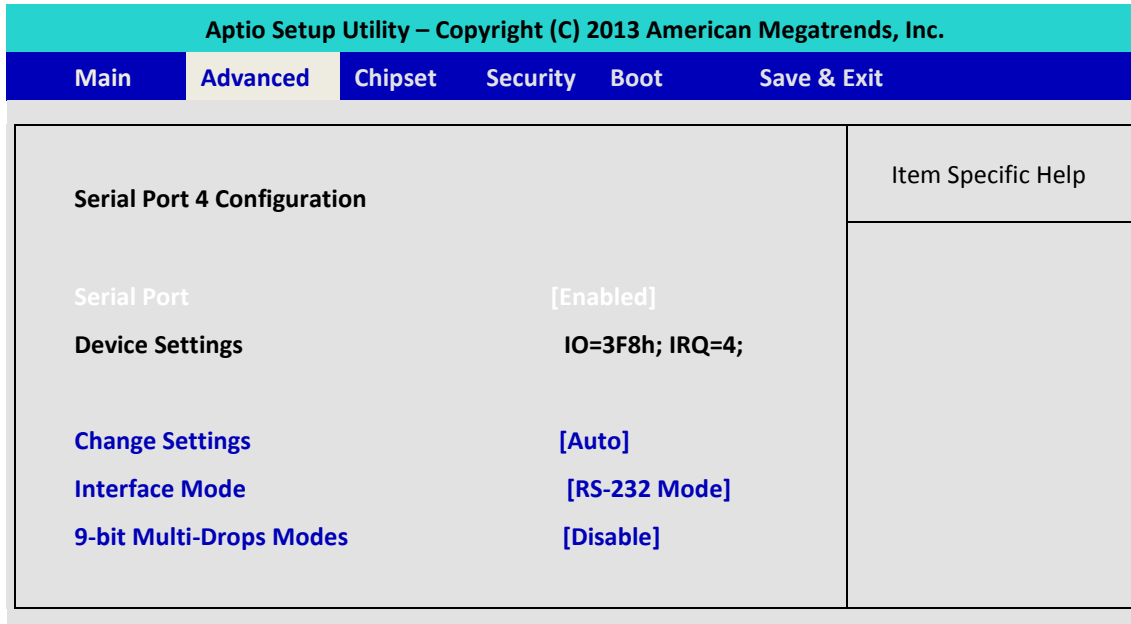 Aptio Setup Utility – Copyright (C) 2013 American Megatrends, Inc.
Main Advanced Chipset Security Boot Save & Exit
Item Specific Help
Serial Port 4 Configuration
Serial Port [Enabled]
Device Settings IO=3F8h; IRQ=4;
Change Settings [Auto]
Interface Mode [RS-232 Mode]
9-bit Multi-Drops Modes [Disable]